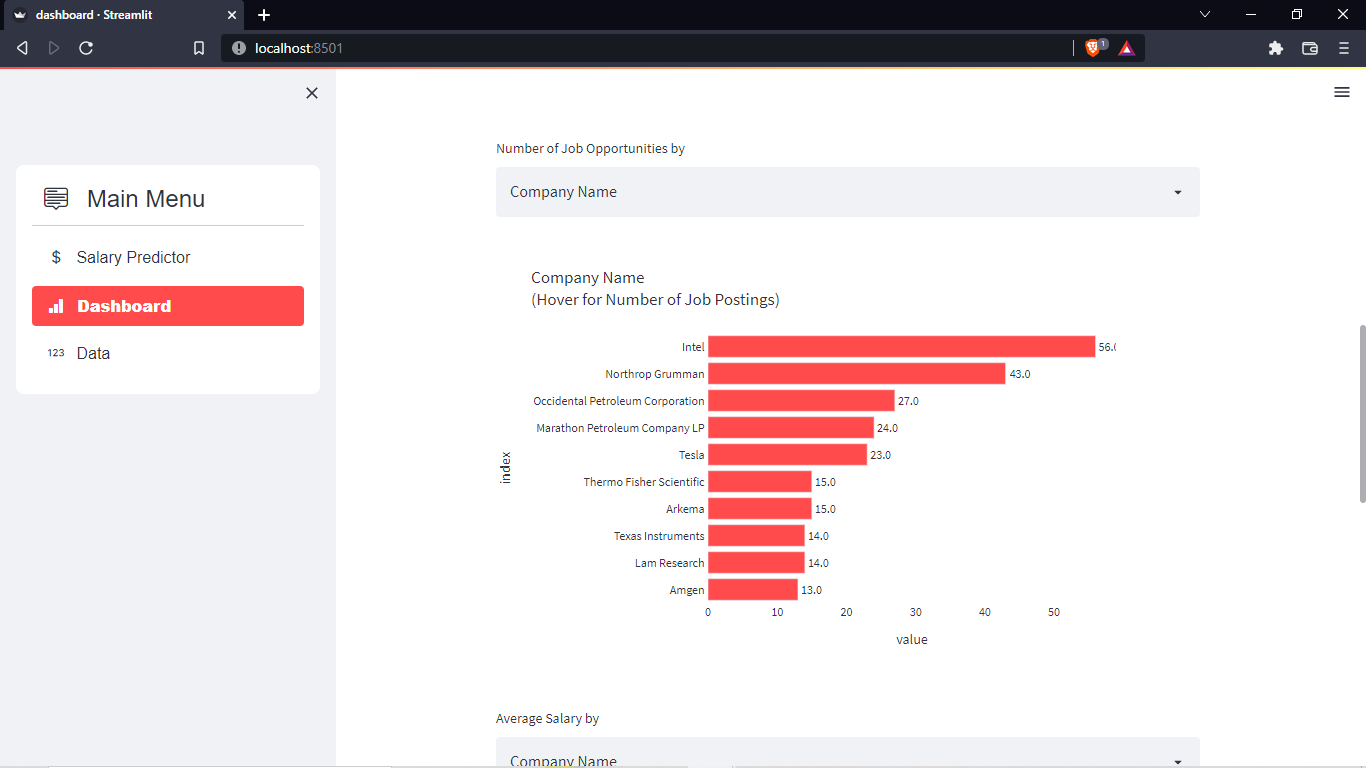 dashboard · Streamlit
localhost:8501
1
Main Menu
$ Salary Predictor
Dashboard
123 Data
Number of Job Opportunities by
Company Name
Company Name
(Hover for Number of Job Postings)
index
Intel 56.0
Northrop Grumman 43.0
Occidental Petroleum Corporation 27.0
Marathon Petroleum Company LP 24.0
Tesla 23.0
Thermo Fisher Scientific 15.0
Arkema 15.0
Texas Instruments 14.0
Lam Research 14.0
Amgen 13.0
0 10 20 30 40 50
value
Average Salary by
Company Name